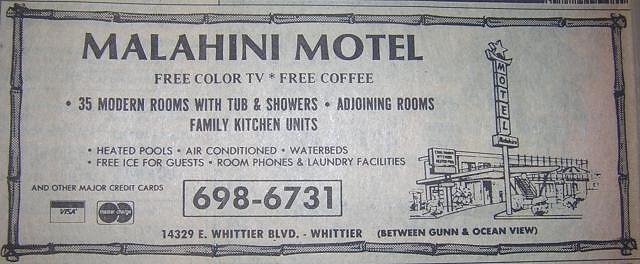 MALAHINI MOTEL
FREE COLOR TV * FREE COFFEE
• 35 MODERN ROOMS WITH TUB & SHOWERS • ADJOINING ROOMS
FAMILY KITCHEN UNITS
• HEATED POOLS • AIR CONDITIONED • WATERBEDS
• FREE ICE FOR GUESTS • ROOM PHONES & LAUNDRY FACILITIES
AND OTHER MAJOR CREDIT CARDS
VISA
master charge
698-6731
14329 E. WHITTIER BLVD. - WHITTIER (BETWEEN GUNN & OCEAN VIEW)
MOTEL